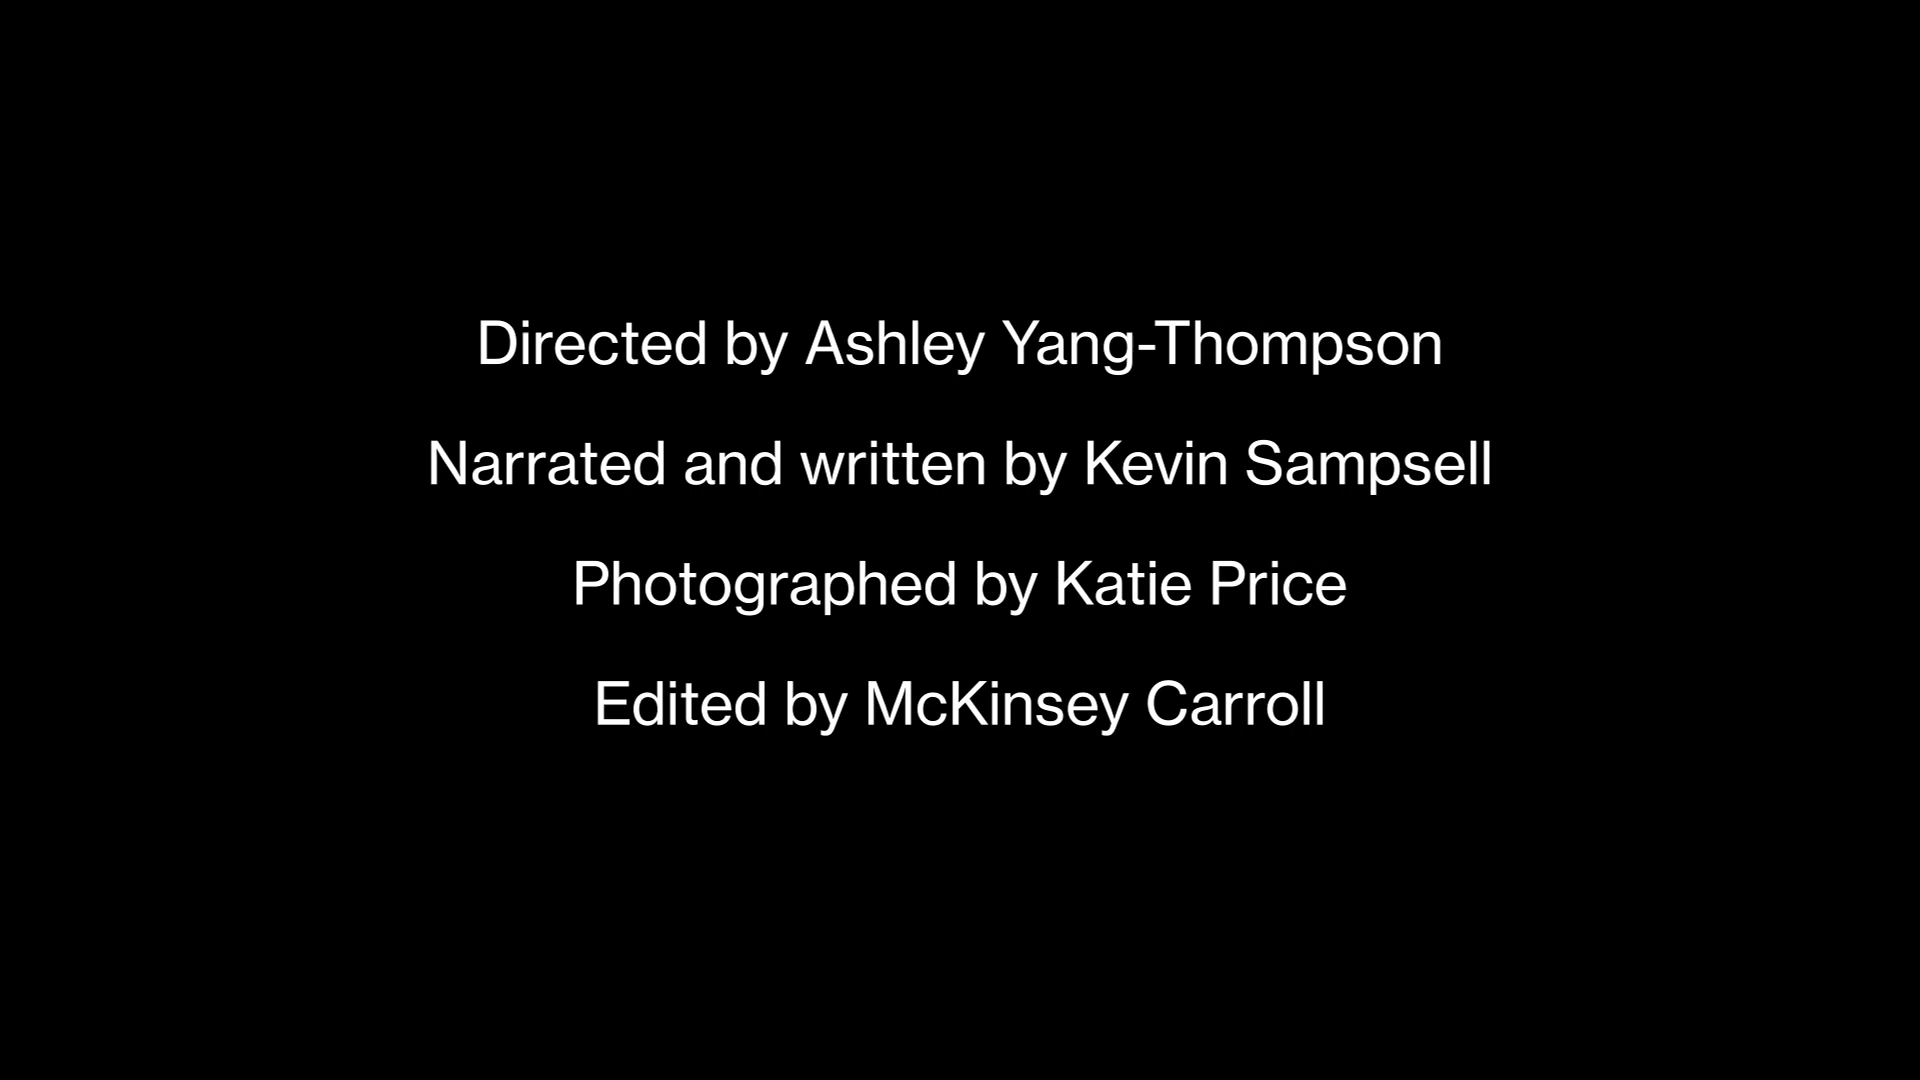 Directed by Ashley Yang-Thompson
Narrated and written by Kevin Sampsell
Photographed by Katie Price
Edited by McKinsey Carroll